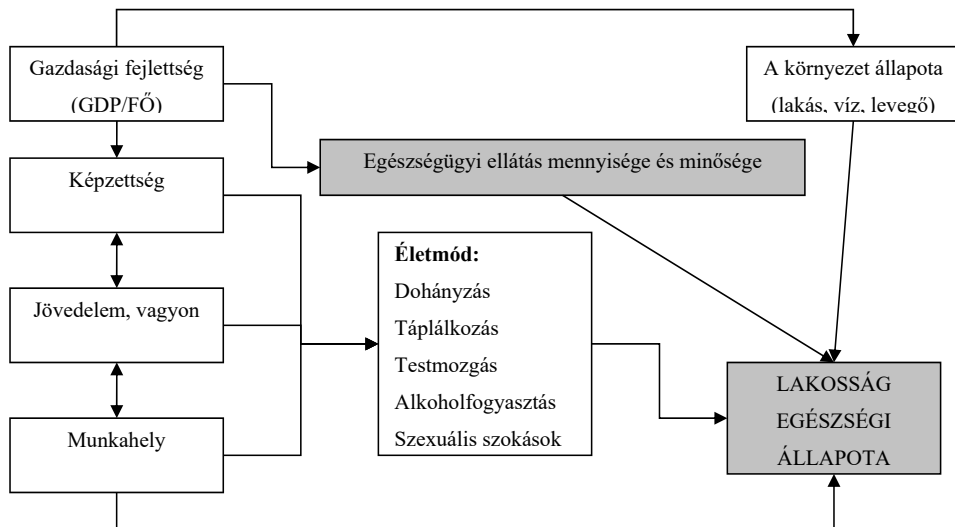 Gazdasági fejlettség
(GDP/FŐ)
A környezet állapota
(lakás, víz, levegő)
Egészségügyi ellátás mennyisége és minősége
Képzettség
Életmód:
Dohányzás
Táplálkozás
Testmozgás
Alkoholfogyasztás
Szexuális szokások
Jövedelem, vagyon
Munkahely
LAKOSSÁG
EGÉSZSÉGI
ÁLLAPOTA